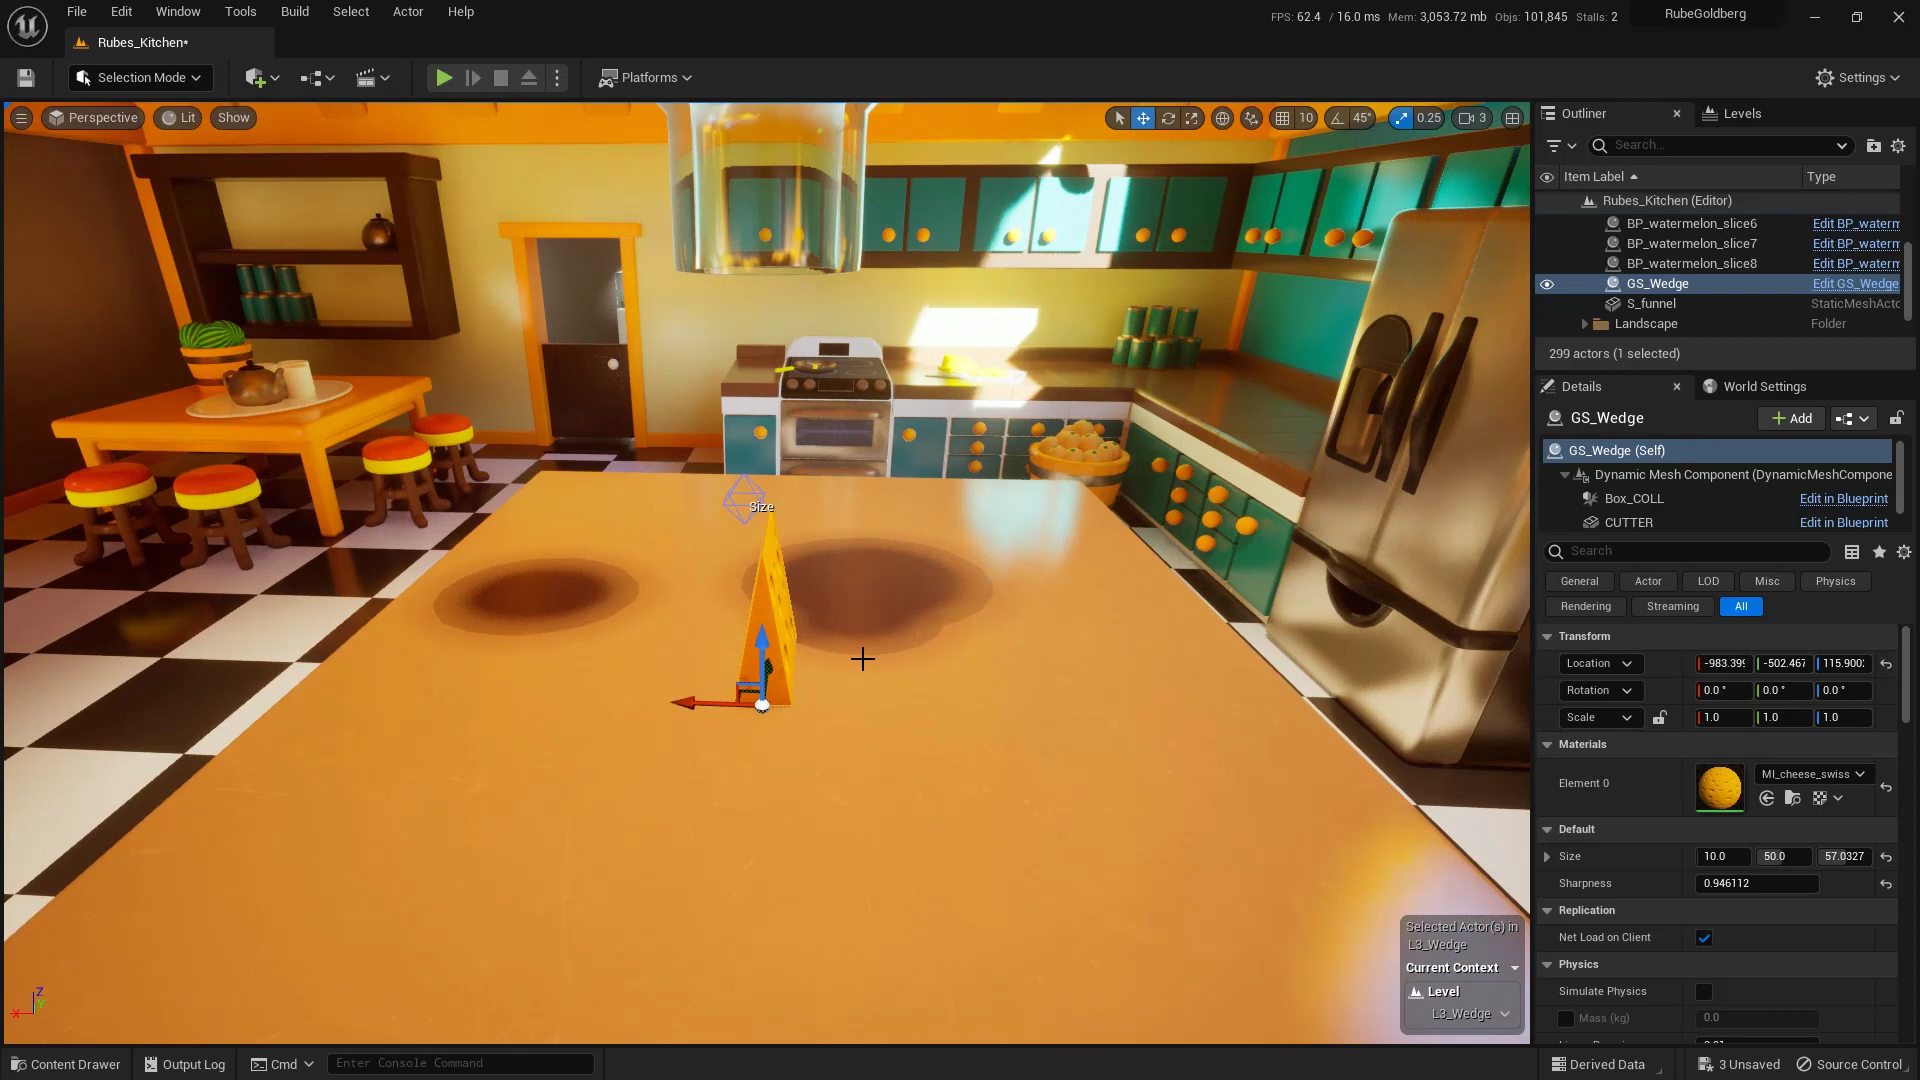 File Edit Window Tools Build Select Actor Help
FPS: 62.4 / 16.0 ms Mem: 3,053.72 mb Objs: 101,845 Stalls: 2
RubeGoldberg
Rubes_Kitchen*
Selection Mode
Platforms
Settings
Perspective
Lit
Show
10
45°
0.25
3
Outliner
Levels
Search...
Item Label
Type
Rubes_Kitchen (Editor)
BP_watermelon_slice6 Edit BP_watern
BP_watermelon_slice7 Edit BP_watern
BP_watermelon_slice8 Edit BP_watern
GS_Wedge Edit GS_Wedge
S_funnel StaticMeshActo
Landscape Folder
299 actors (1 selected)
Details
World Settings
GS_Wedge
Add
GS_Wedge (Self)
Dynamic Mesh Component (DynamicMeshCompone
Box_COLL Edit in Blueprint
CUTTER Edit in Blueprint
Search
General Actor LOD Misc Physics
Rendering Streaming All
Transform
Location -983.399 -502.467 115.900
Rotation 0.0 ° 0.0 ° 0.0 °
Scale 1.0 1.0 1.0
Materials
Element 0 MI_cheese_swiss
Default
Size 10.0 50.0 57.0327
Sharpness 0.946112
Replication
Net Load on Client
Physics
Simulate Physics
Mass (kg) 0.0
Size
Selected Actor(s) in
L3_Wedge
Current Context
Level
L3_Wedge
Z
Y
X
Content Drawer
Output Log
Cmd
Enter Console Command
Derived Data
3 Unsaved
Source Control